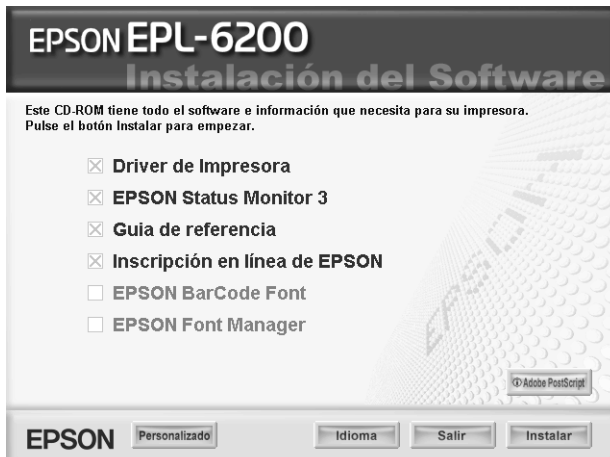 EPSON EPL-6200
Instalación del Software
Este CD-ROM tiene todo el software e información que necesita para su impresora.
Pulse el botón Instalar para empezar.
Driver de Impresora
EPSON Status Monitor 3
Guia de referencia
Inscripción en línea de EPSON
EPSON BarCode Font
EPSON Font Manager
EPSON
Adobe PostScript
EPSON
Personalizado
Idioma
Salir
Instalar